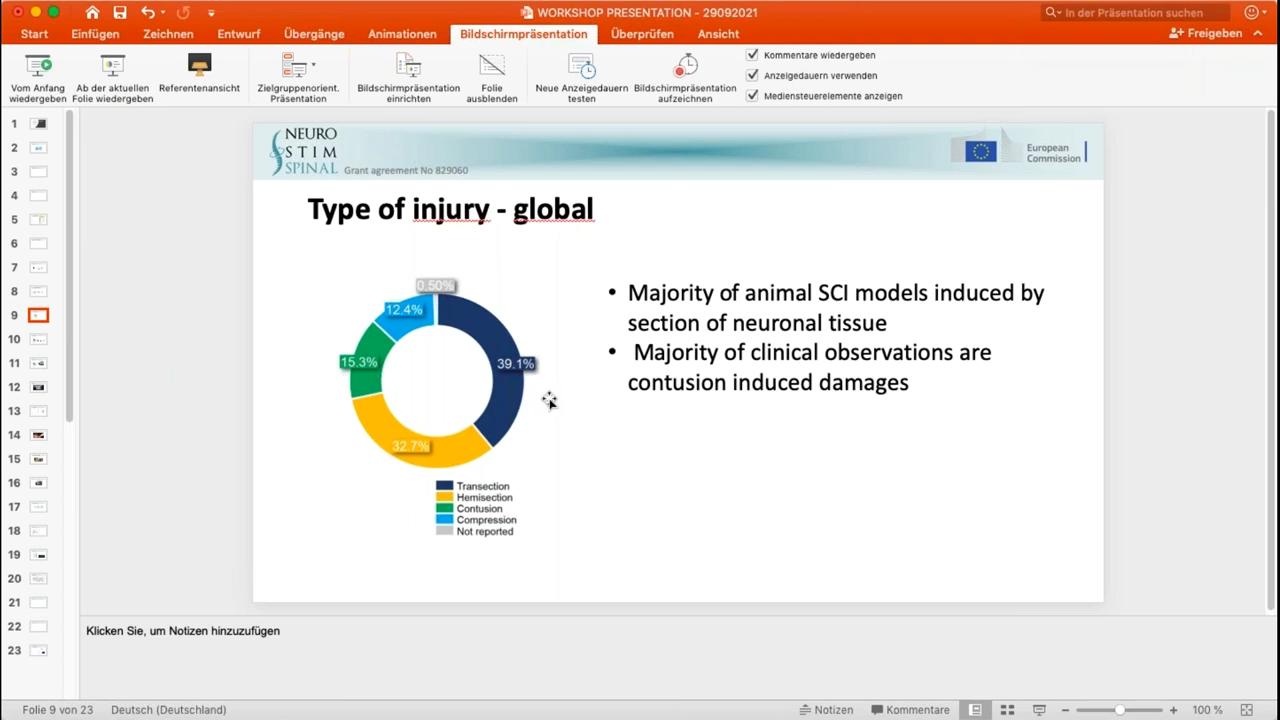 WORKSHOP PRESENTATION - 29092021
In der Präsentation suchen
Start Einfügen Zeichnen Entwurf Übergänge Animationen Bildschirmpräsentation Überprüfen Ansicht Freigeben
Vom Anfang
wiedergeben
Ab der aktuellen
Folie wiedergeben
Referentenansicht
Zielgruppenorient.
Präsentation
Bildschirmpräsentation
einrichten
Folie
ausblenden
Neue Anzeigedauern
testen
Bildschirmpräsentation
aufzeichnen
Kommentare wiedergeben
Anzeigedauern verwenden
Mediensteuerelemente anzeigen
1
2
3
4
5
6
7
8
9
10
11
12
13
14
15
16
17
18
19
20
21
22
23
NEURO
STIM
SPINAL
Grant agreement No 829060
European
Commission
Type of injury - global
0.50%
12.4%
15.3%
39.1%
32.7%
Transection
Hemisection
Contusion
Compression
Not reported
• Majority of animal SCI models induced by
section of neuronal tissue
• Majority of clinical observations are
contusion induced damages
Klicken Sie, um Notizen hinzuzufügen
Folie 9 von 23 Deutsch (Deutschland) Notizen Kommentare 100 %